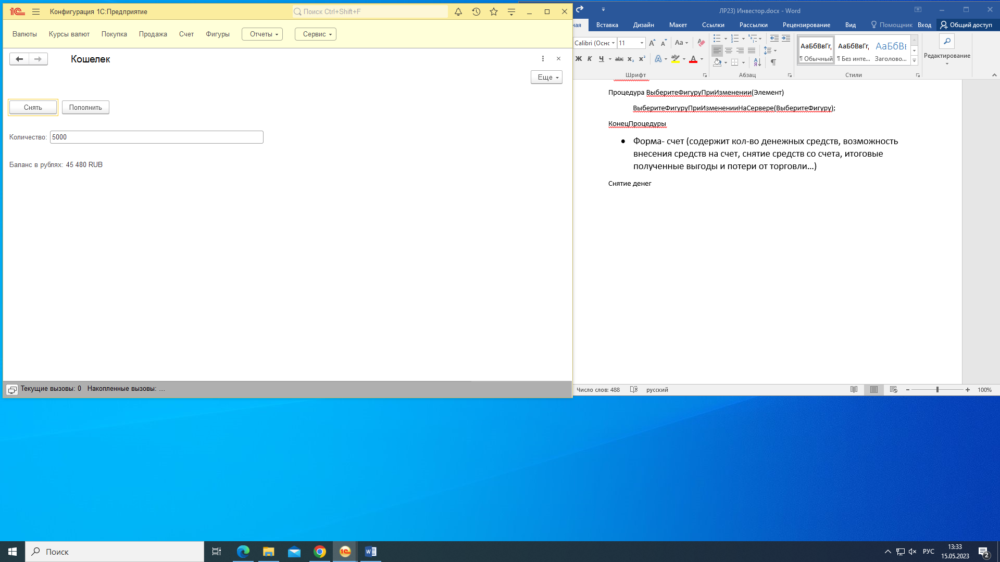 Конфигурация 1С:Предприятие
Поиск Ctrl+Shift+F
Валюты Курсы валют Покупка Продажа Счет Фигуры Отчеты Сервис
Кошелек
Еще
Снять Пополнить
Количество: 5000
Баланс в рублях: 45 480 RUB
Текущие вызовы: 0 Накопленные вызовы: ...
ЛР23) Инвестор.docx - Word
ная Вставка Дизайн Макет Ссылки Рассылки Рецензирование Вид Помощник Вход Общий доступ
Calibri (Оснс 11 Aa
Ж К Ч abc x₂ x² A aby A
Шрифт
Абзац
АаБбВвГг, АаБбВвГг, АаБбВв
¶ Обычный ¶ Без инте... Заголово...
Стили
Редактирование
Процедура ВыберитеФигуруПриИзменении(Элемент)
ВыберитеФигуруПриИзмененииНаСервере(ВыберитеФигуру);
КонецПроцедуры
• Форма- счет (содержит кол-во денежных средств, возможность
внесения средств на счет, снятие средств со счета, итоговые
полученные выгоды и потери от торговли...)
Снятие денег
Число слов: 488 русский 100%
Поиск
РУС
13:33
15.05.2023
2